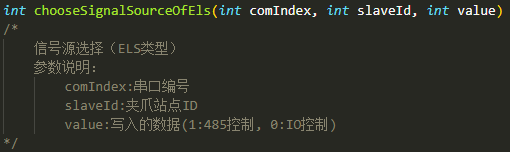 int chooseSignalSourceOfEls(int comIndex, int slaveId, int value)
/*
信号源选择（ELS类型）
参数说明：
comIndex:串口编号
slaveId:夹爪站点ID
value:写入的数据(1:485控制, 0:IO控制)
*/